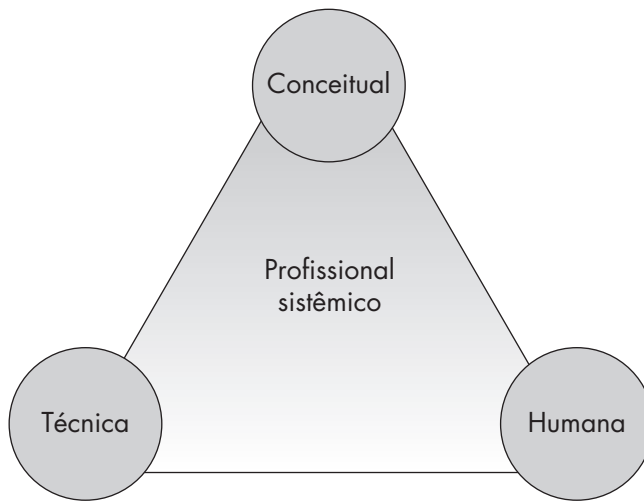 Conceitual
Profissional
sistêmico
Técnica
Humana